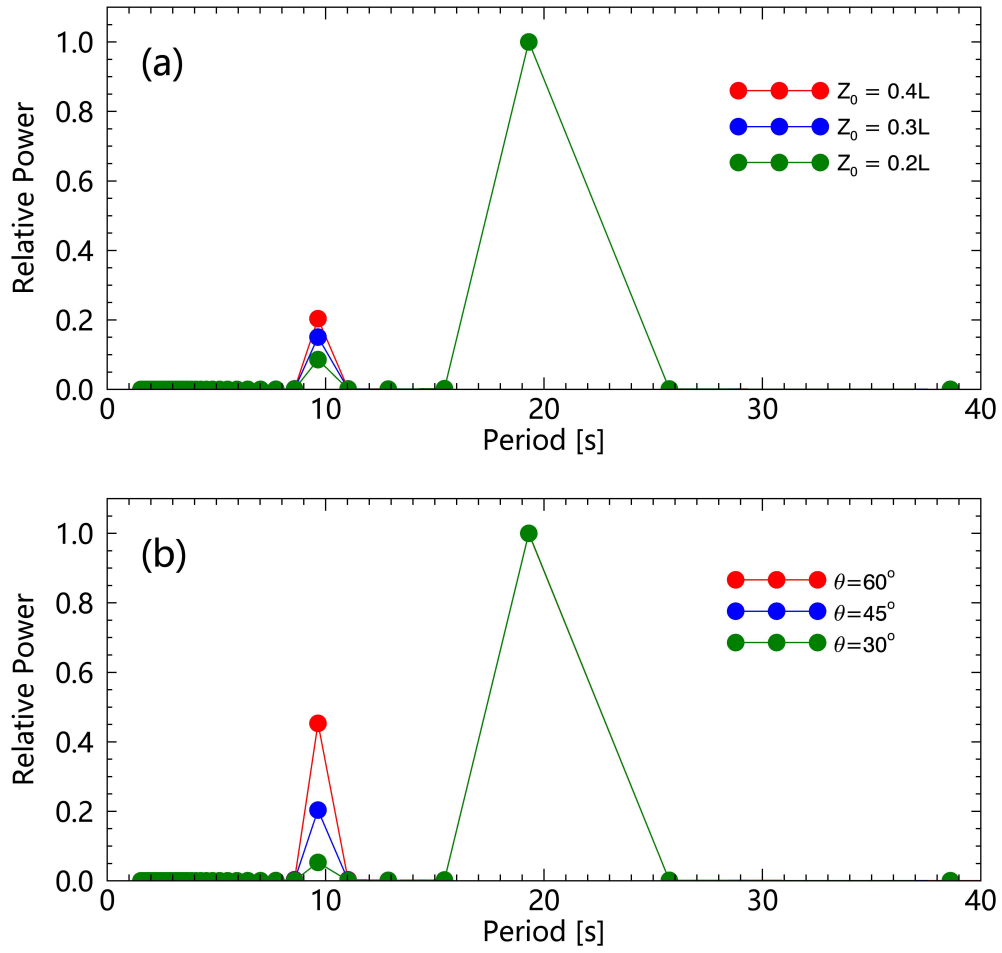 (a)
Relative Power
1.0
0.8
0.6
0.4
0.2
0.0
Z₀ = 0.4L
Z₀ = 0.3L
Z₀ = 0.2L
0 10 20 30 40
Period [s]
(b)
Relative Power
1.0
0.8
0.6
0.4
0.2
0.0
θ=60°
θ=45°
θ=30°
0 10 20 30 40
Period [s]